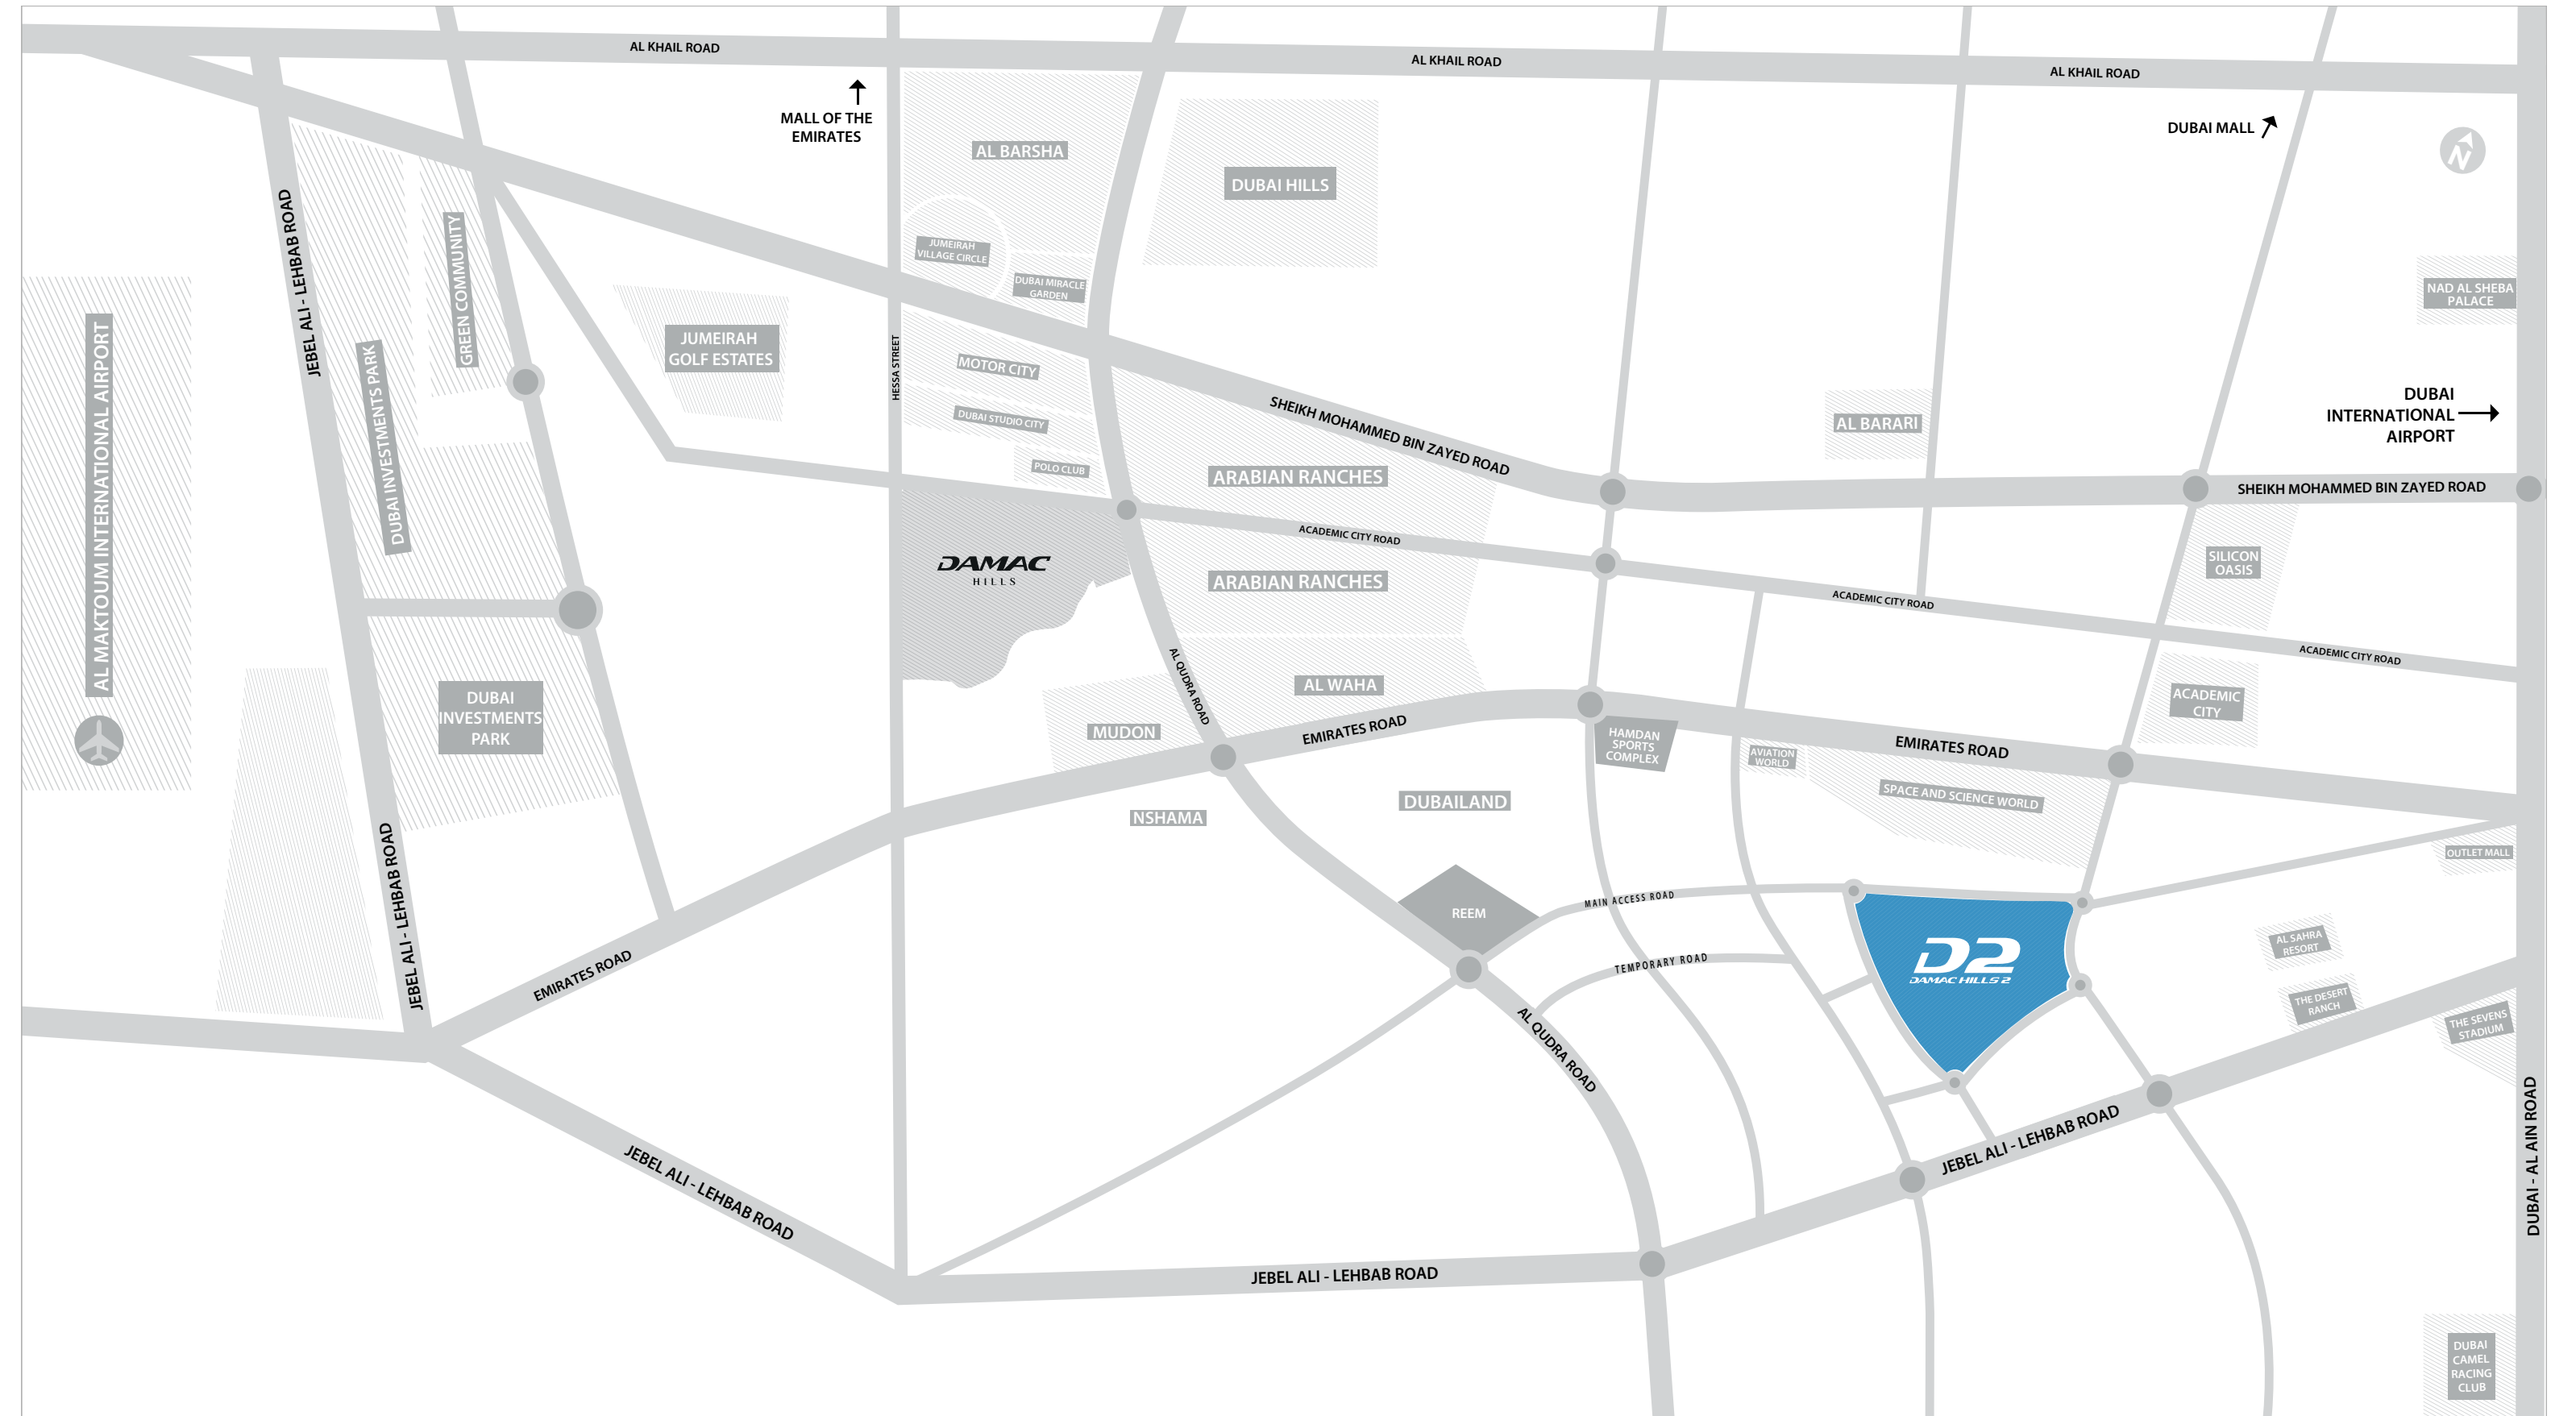 AL KHAIL ROAD
AL KHAIL ROAD
AL KHAIL ROAD
MALL OF THE
EMIRATES
DUBAI MALL
N
AL BARSHA
DUBAI HILLS
JEBEL ALI - LEHBAB ROAD
GREEN COMMUNITY
JUMEIRAH
VILLAGE CIRCLE
DUBAI MIRACLE
GARDEN
NAD AL SHEBA
PALACE
AL MAKTOUM INTERNATIONAL AIRPORT
DUBAI INVESTMENTS PARK
JUMEIRAH
GOLF ESTATES
HESSA STREET
MOTOR CITY
DUBAI STUDIO CITY
POLO CLUB
SHEIKH MOHAMMED BIN ZAYED ROAD
AL BARARI
DUBAI
INTERNATIONAL
AIRPORT
ARABIAN RANCHES
SHEIKH MOHAMMED BIN ZAYED ROAD
ACADEMIC CITY ROAD
DAMAC
HILLS
ARABIAN RANCHES
SILICON
OASIS
ACADEMIC CITY ROAD
ACADEMIC CITY ROAD
AL QUDRA ROAD
AL WAHA
DUBAI
INVESTMENTS
PARK
MUDON
EMIRATES ROAD
HAMDAN
SPORTS
COMPLEX
AVIATION
WORLD
EMIRATES ROAD
ACADEMIC
CITY
SPACE AND SCIENCE WORLD
NSHAMA
DUBAILAND
OUTLET MALL
JEBEL ALI - LEHBAB ROAD
REEM
MAIN ACCESS ROAD
TEMPORARY ROAD
D2
DAMAC HILLS 2
AL SAHRA
RESORT
THE DESERT
RANCH
THE SEVENS
STADIUM
EMIRATES ROAD
AL QUDRA ROAD
JEBEL ALI - LEHBAB ROAD
JEBEL ALI - LEHBAB ROAD
JEBEL ALI - LEHBAB ROAD
DUBAI - AL AIN ROAD
DUBAI
CAMEL
RACING
CLUB